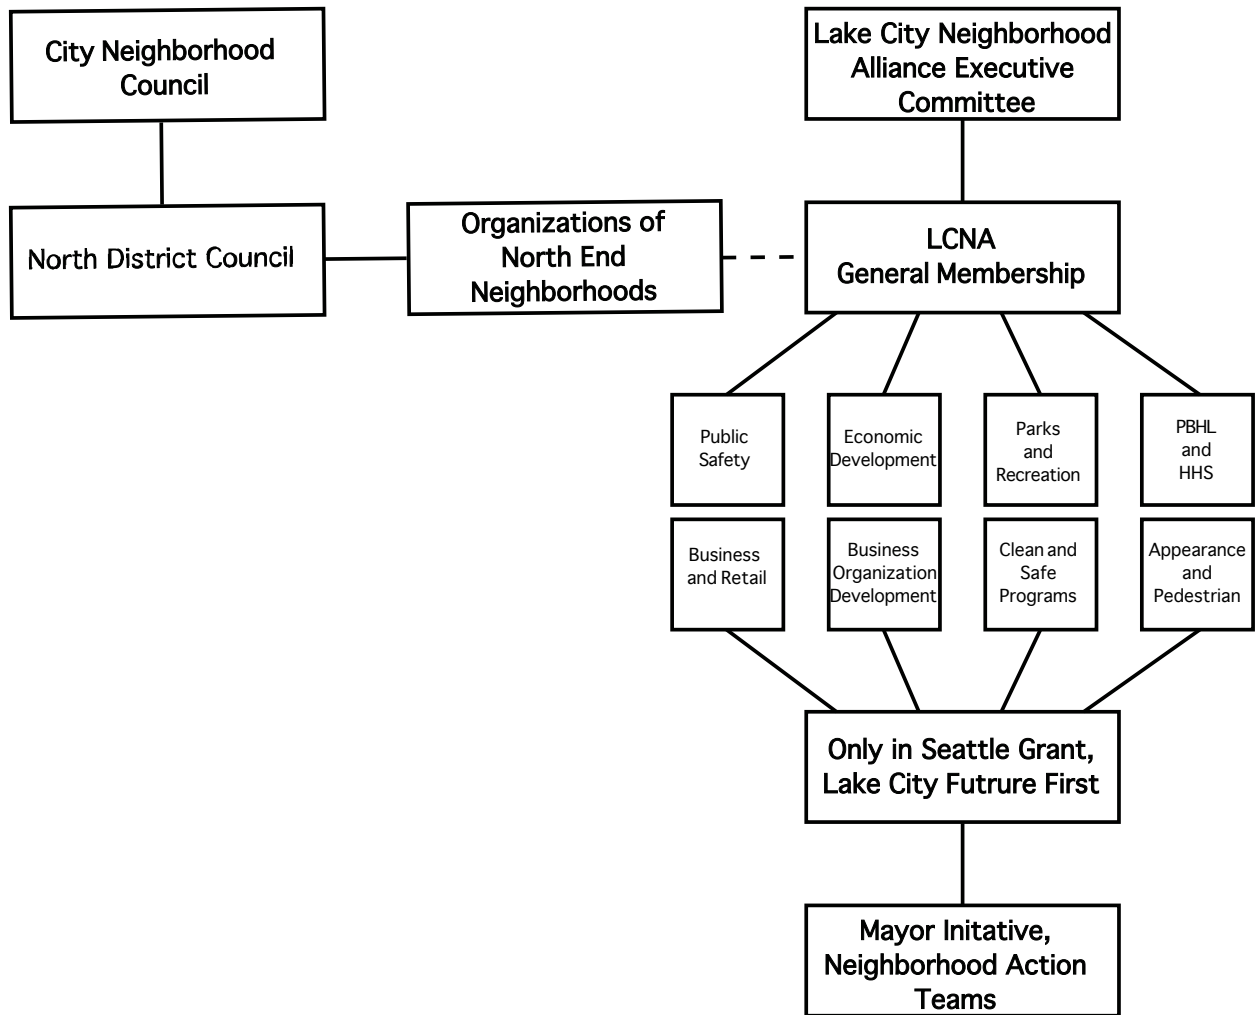 City Neighborhood
Council
Lake City Neighborhood
Alliance Executive
Committee
North District Council
Organizations of
North End
Neighborhoods
LCNA
General Membership
Public
Safety
Economic
Development
Parks
and
Recreation
PBHL
and
HHS
Business
and Retail
Business
Organization
Development
Clean and
Safe
Programs
Appearance
and
Pedestrian
Only in Seattle Grant,
Lake City Futrure First
Mayor Initative,
Neighborhood Action
Teams